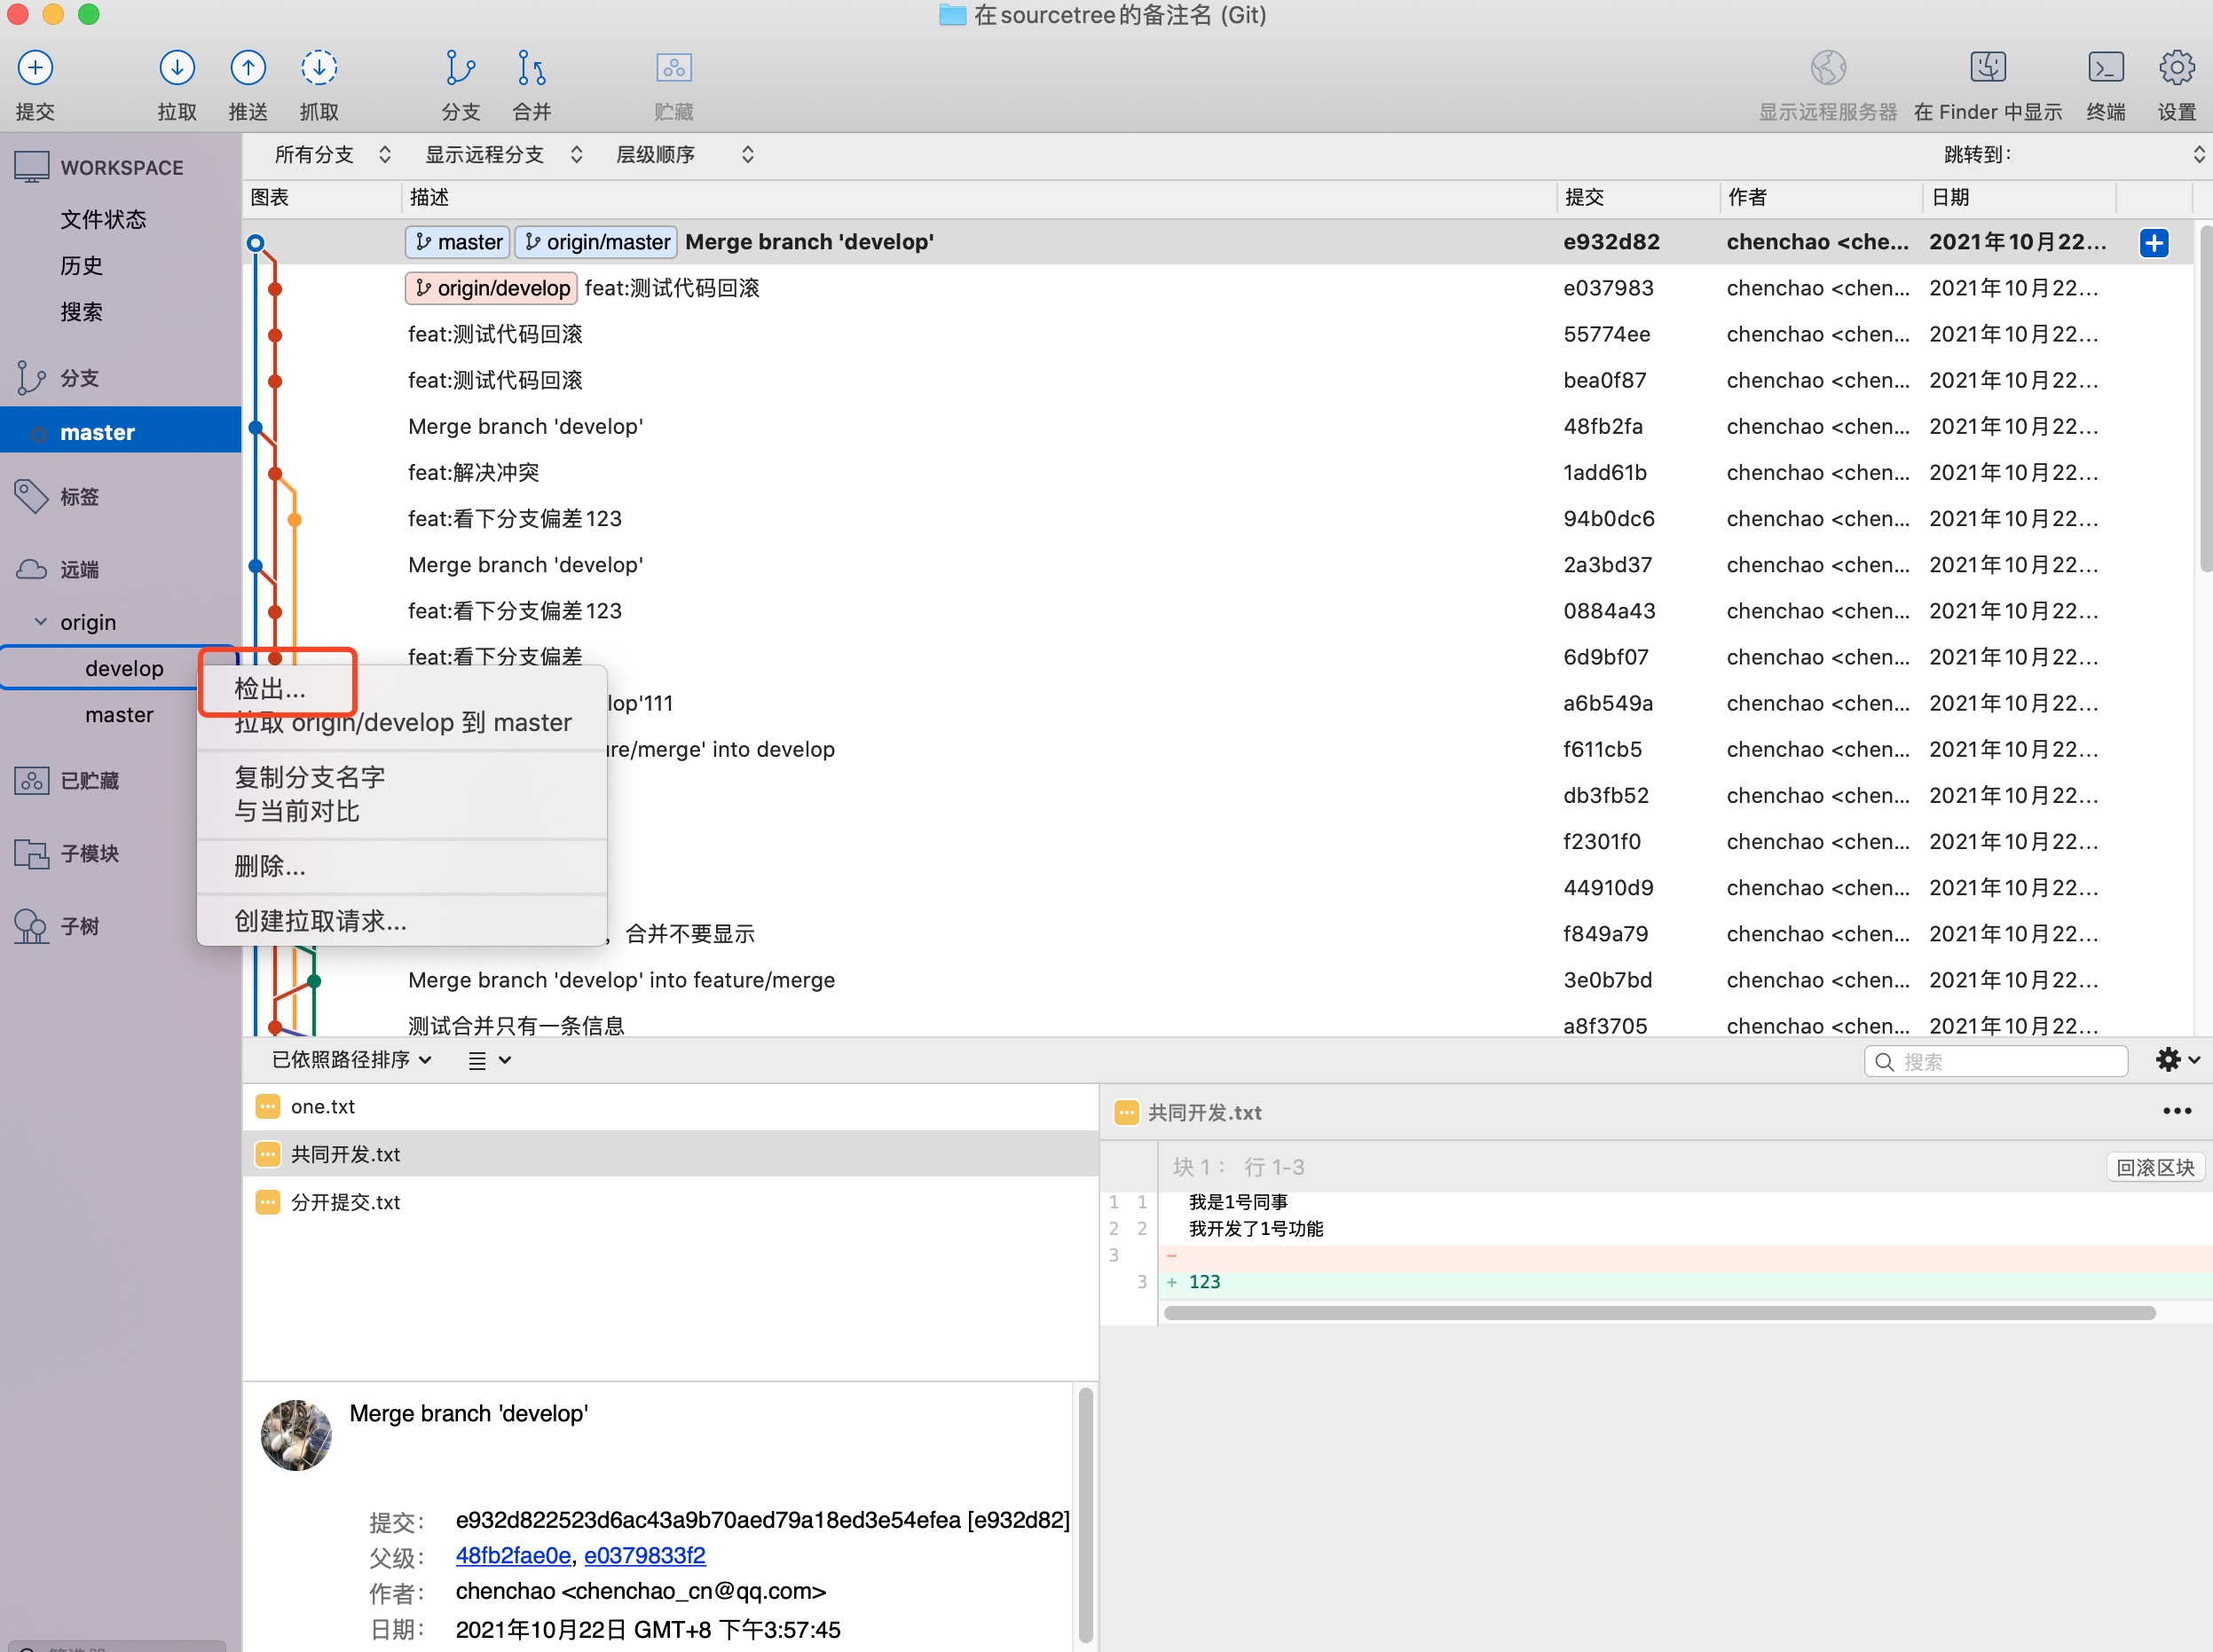 在sourcetree的备注名 (Git)
提交
拉取
推送
抓取
分支
合并
贮藏
显示远程服务器
在 Finder 中显示
终端
设置
WORKSPACE
文件状态
历史
搜索
分支
master
标签
远端
origin
develop
master
已贮藏
子模块
子树
所有分支
显示远程分支
层级顺序
跳转到:
图表 描述 提交 作者 日期
master origin/master Merge branch 'develop' e932d82 chenchao <che... 2021年10月22...
origin/develop feat:测试代码回滚 e037983 chenchao <chen... 2021年10月22...
feat:测试代码回滚 55774ee chenchao <chen... 2021年10月22...
feat:测试代码回滚 bea0f87 chenchao <chen... 2021年10月22...
Merge branch 'develop' 48fb2fa chenchao <chen... 2021年10月22...
feat:解决冲突 1add61b chenchao <chen... 2021年10月22...
feat:看下分支偏差123 94b0dc6 chenchao <chen... 2021年10月22...
Merge branch 'develop' 2a3bd37 chenchao <chen... 2021年10月22...
feat:看下分支偏差123 0884a43 chenchao <chen... 2021年10月22...
feat:看下分支偏差 6d9bf07 chenchao <chen... 2021年10月22...
lop'111 a6b549a chenchao <chen... 2021年10月22...
re/merge' into develop f611cb5 chenchao <chen... 2021年10月22...
db3fb52 chenchao <chen... 2021年10月22...
f2301f0 chenchao <chen... 2021年10月22...
44910d9 chenchao <chen... 2021年10月22...
，合并不要显示 f849a79 chenchao <chen... 2021年10月22...
Merge branch 'develop' into feature/merge 3e0b7bd chenchao <chen... 2021年10月22...
测试合并只有一条信息 a8f3705 chenchao <chen... 2021年10月22...
检出...
拉取 origin/develop 到 master
复制分支名字
与当前对比
删除...
创建拉取请求...
已依照路径排序
搜索
one.txt
共同开发.txt
分开提交.txt
共同开发.txt
块 1： 行 1-3
回滚区块
1 1 我是1号同事
2 2 我开发了1号功能
3 -
3 + 123
Merge branch 'develop'
提交： e932d822523d6ac43a9b70aed79a18ed3e54efea [e932d82]
父级： 48fb2fae0e, e0379833f2
作者： chenchao <chenchao_cn@qq.com>
日期： 2021年10月22日 GMT+8 下午3:57:45